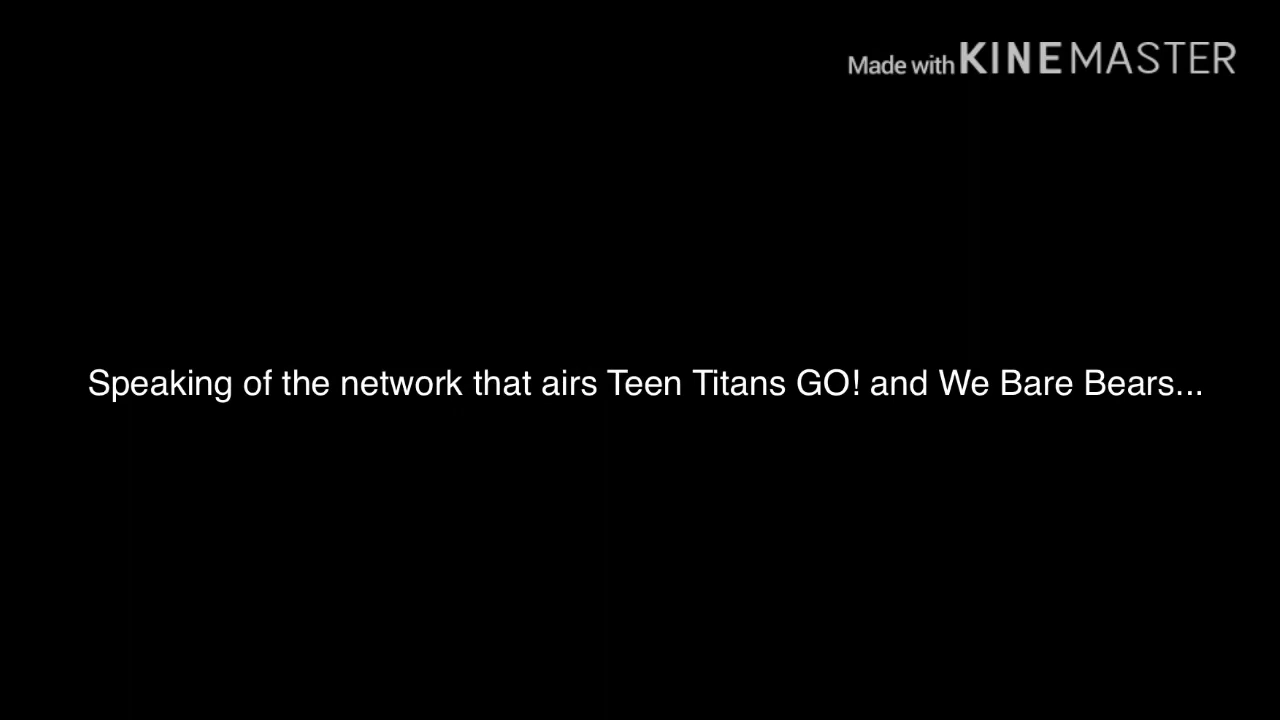 Made with KINEMASTER
Speaking of the network that airs Teen Titans GO! and We Bare Bears...